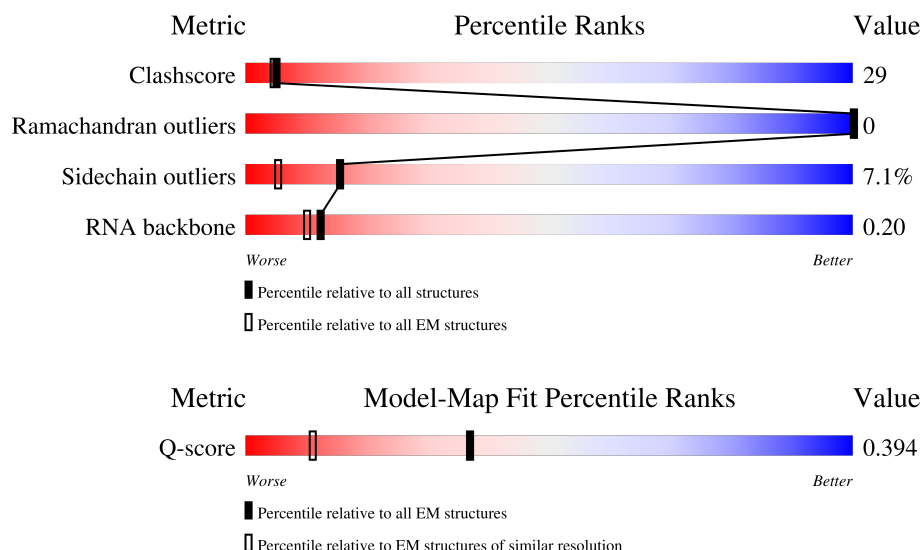 Metric Percentile Ranks Value
Clashscore 29
Ramachandran outliers 0
Sidechain outliers 7.1%
RNA backbone 0.20
Worse Better
Percentile relative to all structures
Percentile relative to all EM structures
Metric Model-Map Fit Percentile Ranks Value
Q-score 0.394
Worse Better
Percentile relative to all EM structures
Percentile relative to EM structures of similar resolution